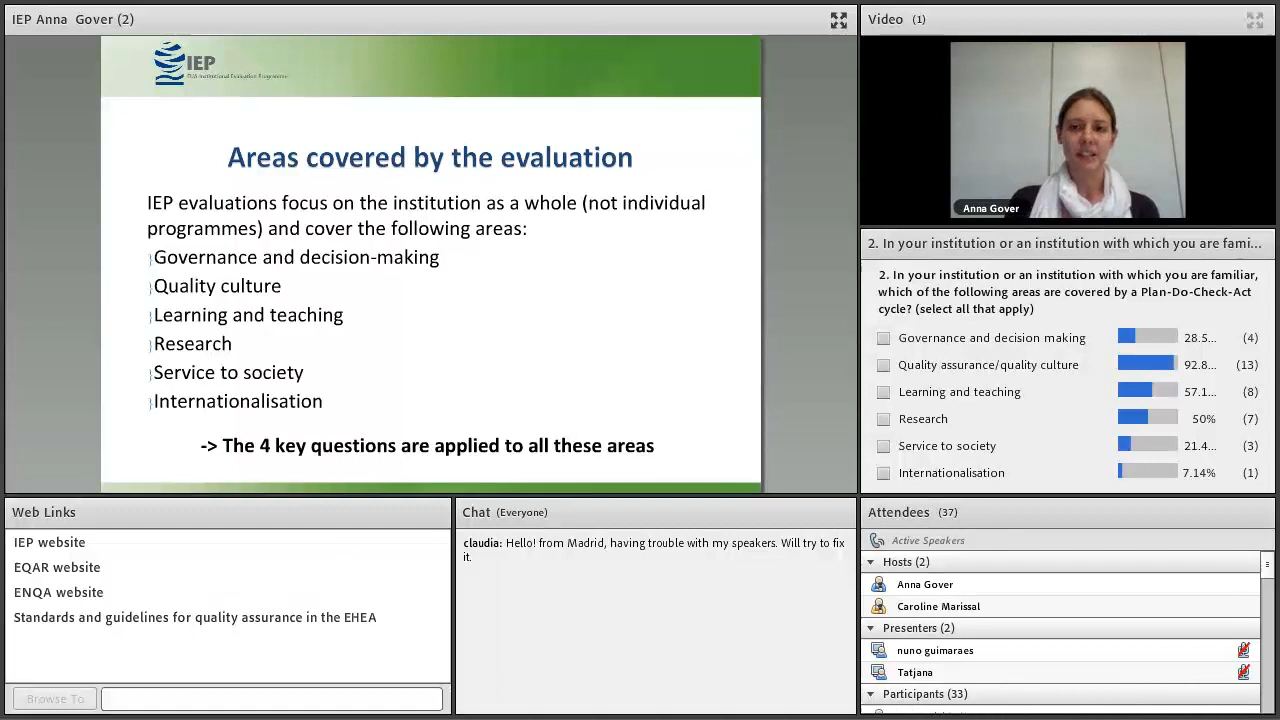 IEP Anna Gover (2)
IEP
EUA Institutional Evaluation Programme
Areas covered by the evaluation
IEP evaluations focus on the institution as a whole (not individual
programmes) and cover the following areas:
Governance and decision-making
Quality culture
Learning and teaching
Research
Service to society
Internationalisation
-> The 4 key questions are applied to all these areas
Video (1)
Anna Gover
2. In your institution or an institution with which you are fami...
2. In your institution or an institution with which you are familiar,
which of the following areas are covered by a Plan-Do-Check-Act
cycle? (select all that apply)
Governance and decision making 28.5... (4)
Quality assurance/quality culture 92.8... (13)
Learning and teaching 57.1... (8)
Research 50% (7)
Service to society 21.4... (3)
Internationalisation 7.14% (1)
Web Links
IEP website
EQAR website
ENQA website
Standards and guidelines for quality assurance in the EHEA
Browse To
Chat (Everyone)
claudia: Hello! from Madrid, having trouble with my speakers. Will try to fix
it.
Attendees (37)
Active Speakers
Hosts (2)
Anna Gover
Caroline Marissal
Presenters (2)
nuno guimaraes
Tatjana
Participants (33)